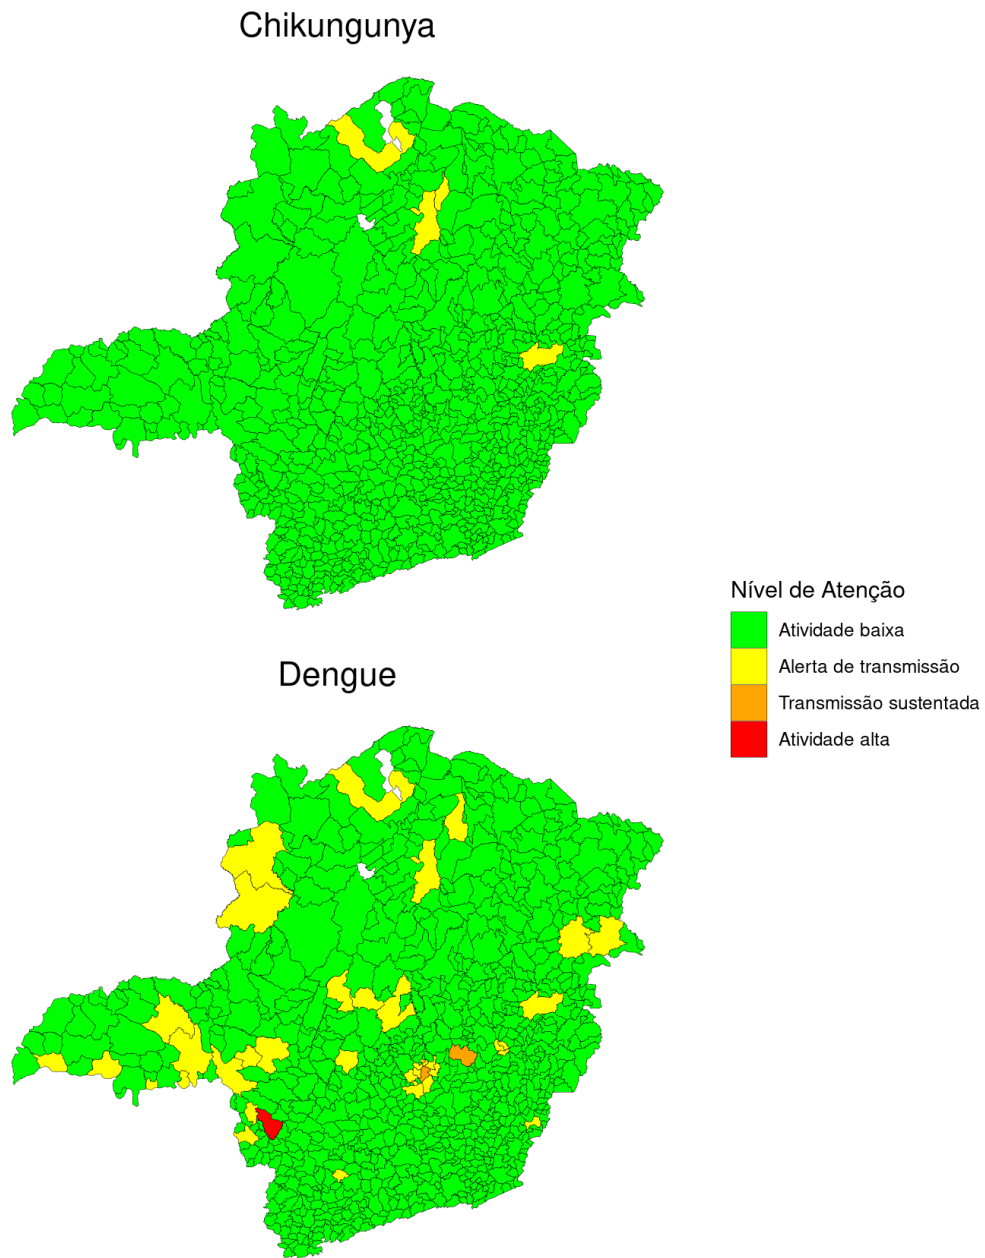 Chikungunya
Nível de Atenção
Atividade baixa
Alerta de transmissão
Transmissão sustentada
Atividade alta
Dengue